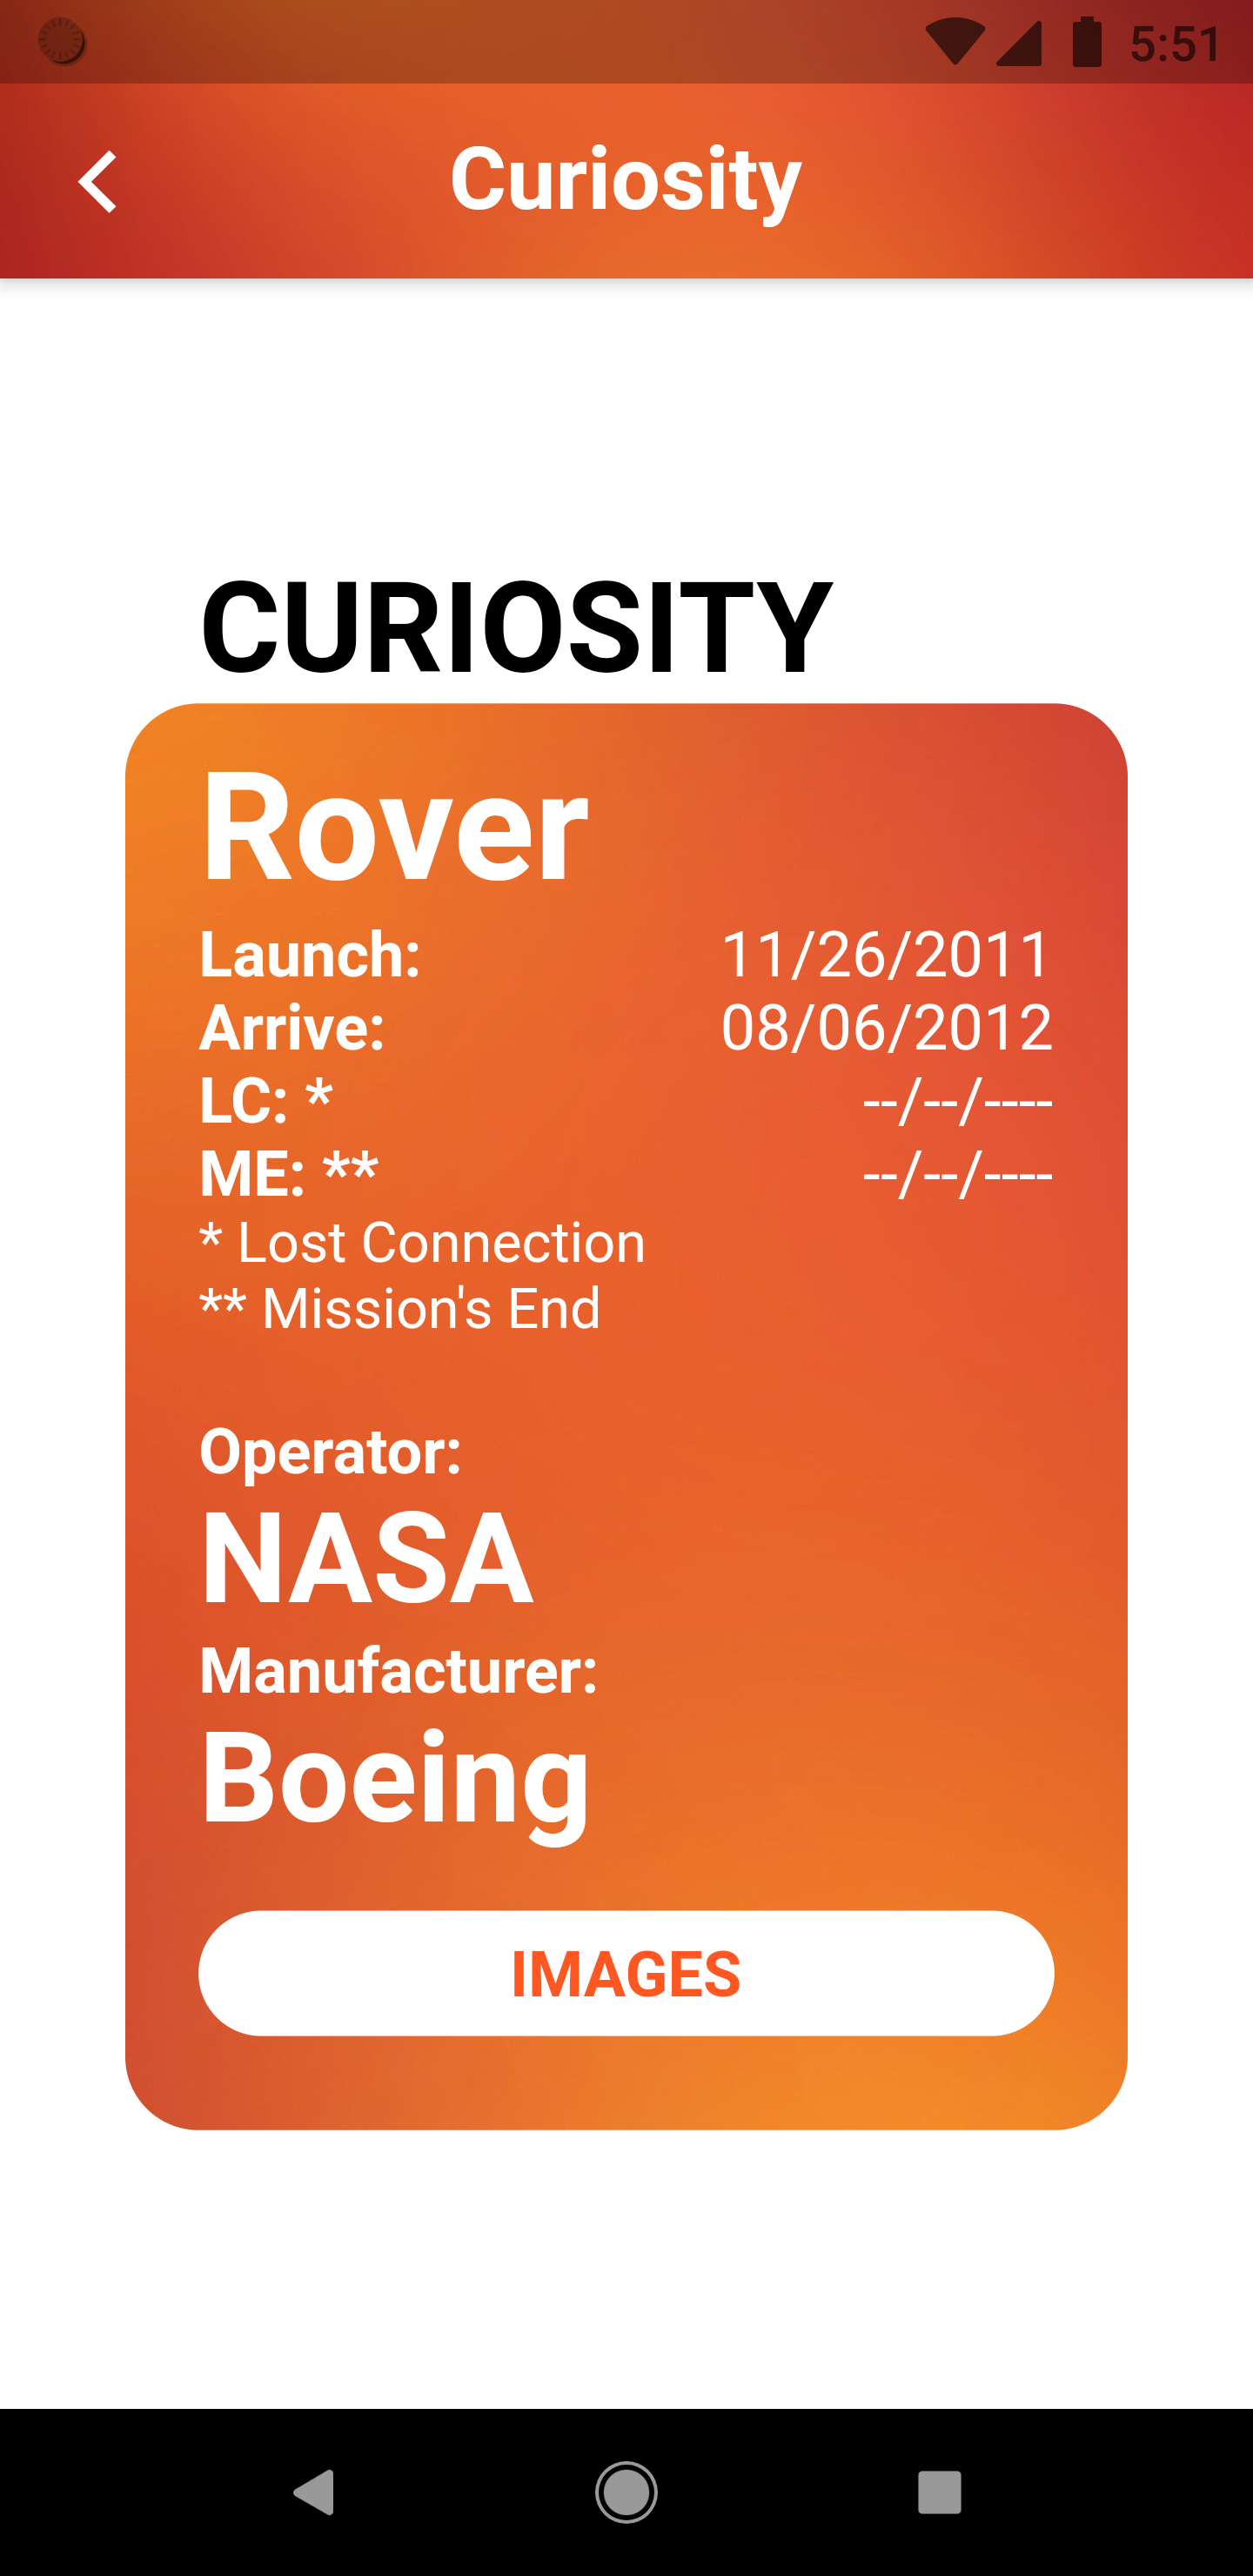 5:51
Curiosity
CURIOSITY
Rover
Launch: 11/26/2011
Arrive: 08/06/2012
LC: * --/--/----
ME: ** --/--/----
* Lost Connection
** Mission's End
Operator:
NASA
Manufacturer:
Boeing
IMAGES